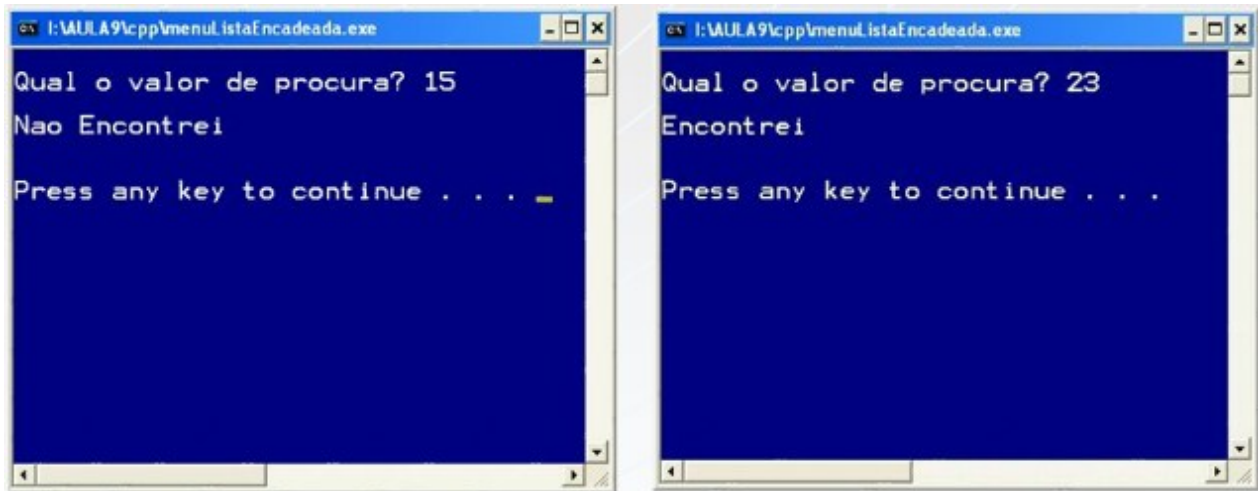 I:\AULA9\cpp\menuListaEncadeada.exe
Qual o valor de procura? 15
Nao Encontrei
Press any key to continue . . .
I:\AULA9\cpp\menuListaEncadeada.exe
Qual o valor de procura? 23
Encontrei
Press any key to continue . . .